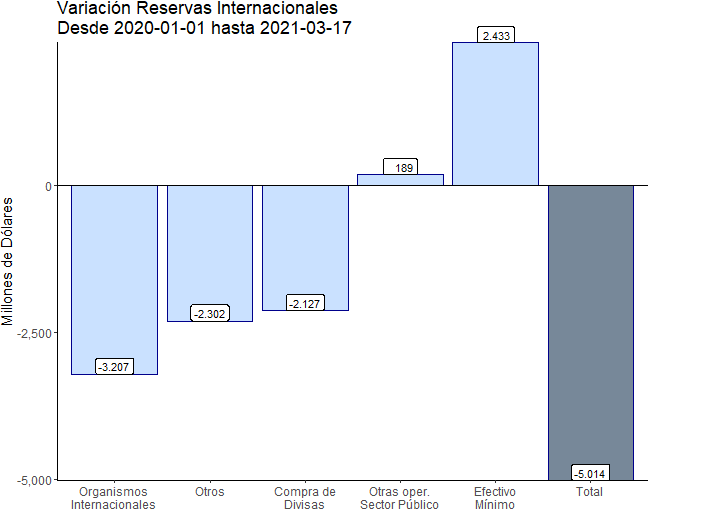 Variación Reservas Internacionales
Desde 2020-01-01 hasta 2021-03-17
Millones de Dólares
0
-2,500
-5,000
-3.207
-2.302
-2.127
189
2.433
-5.014
Organismos
Internacionales
Otros
Compra de
Divisas
Otras oper.
Sector Público
Efectivo
Mínimo
Total